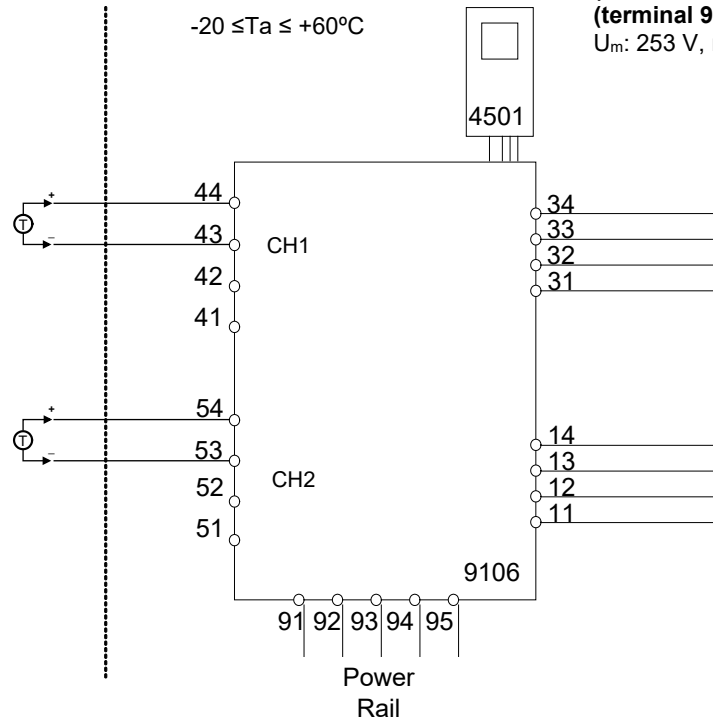 -20 ≤Ta ≤ +60ºC
(terminal 9
Um: 253 V,
4501
44
43
42
41
CH1
+
T
–
34
33
32
31
54
53
52
51
CH2
+
T
–
14
13
12
11
9106
91 92 93 94 95
Power
Rail